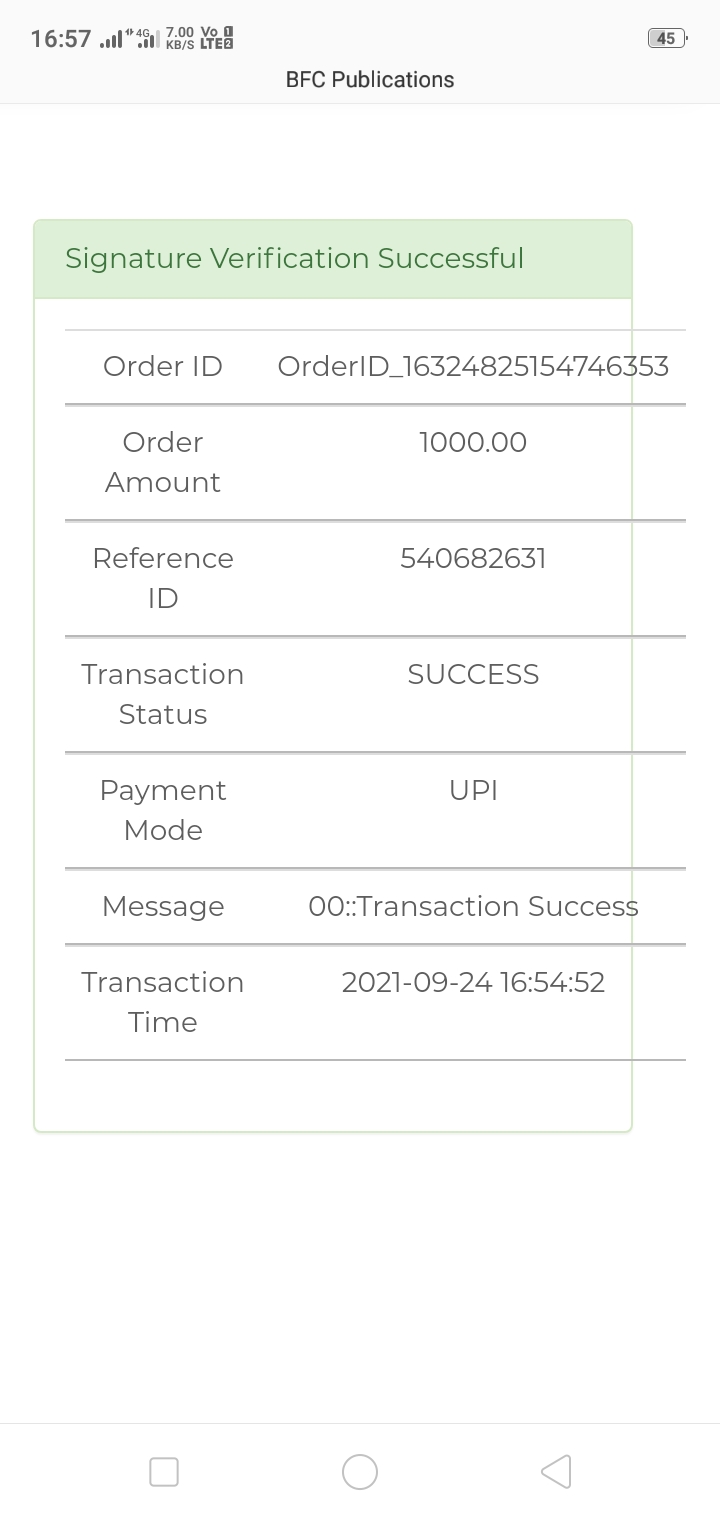 16:57 4G 7.00 KB/S Vo 1 LTE 2 45
BFC Publications
Signature Verification Successful
Order ID OrderID_16324825154746353
Order Amount 1000.00
Reference ID 540682631
Transaction Status SUCCESS
Payment Mode UPI
Message 00::Transaction Success
Transaction Time 2021-09-24 16:54:52